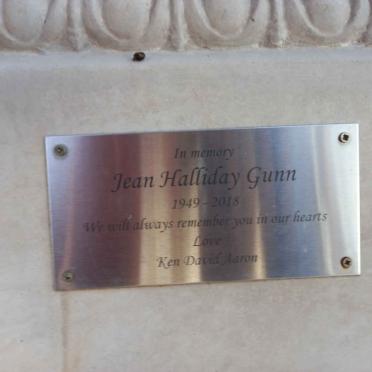 In memory
Jean Halliday Gunn
1949 - 2018
We will always remember you in our hearts
Love
Ken David Aaron